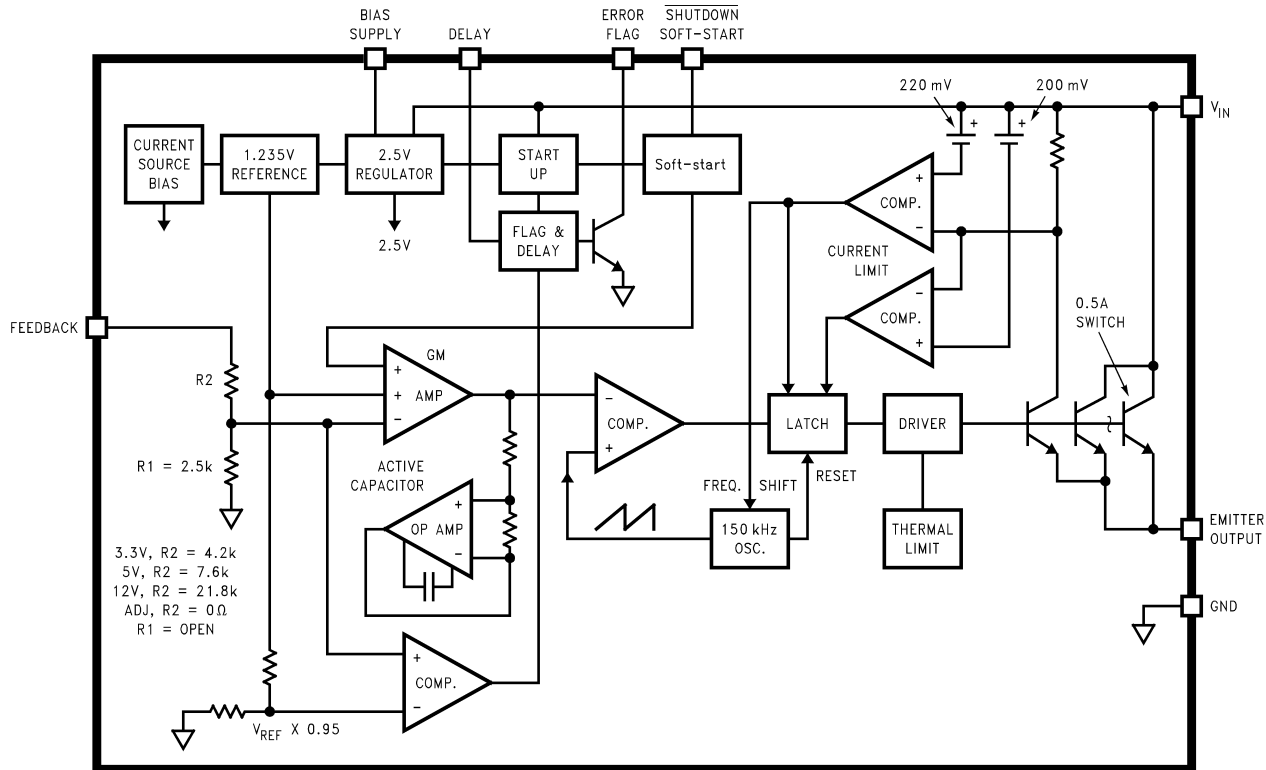 BIAS
SUPPLY
DELAY
ERROR
FLAG
SHUTDOWN
SOFT-START
220 mV
200 mV
+
+
VIN
CURRENT
SOURCE
BIAS
1.235V
REFERENCE
2.5V
REGULATOR
START
UP
Soft-start
+
COMP.
−
2.5V
FLAG &
DELAY
CURRENT
LIMIT
−
COMP.
+
0.5A
SWITCH
FEEDBACK
GM
R2
+
+
AMP
−
−
COMP.
+
LATCH
DRIVER
R1 = 2.5k
ACTIVE
CAPACITOR
+
OP AMP
−
FREQ. SHIFT
RESET
150 kHz
OSC.
THERMAL
LIMIT
EMITTER
OUTPUT
3.3V, R2 = 4.2k
5V, R2 = 7.6k
12V, R2 = 21.8k
ADJ, R2 = 0Ω
R1 = OPEN
GND
+
COMP.
−
VREF X 0.95